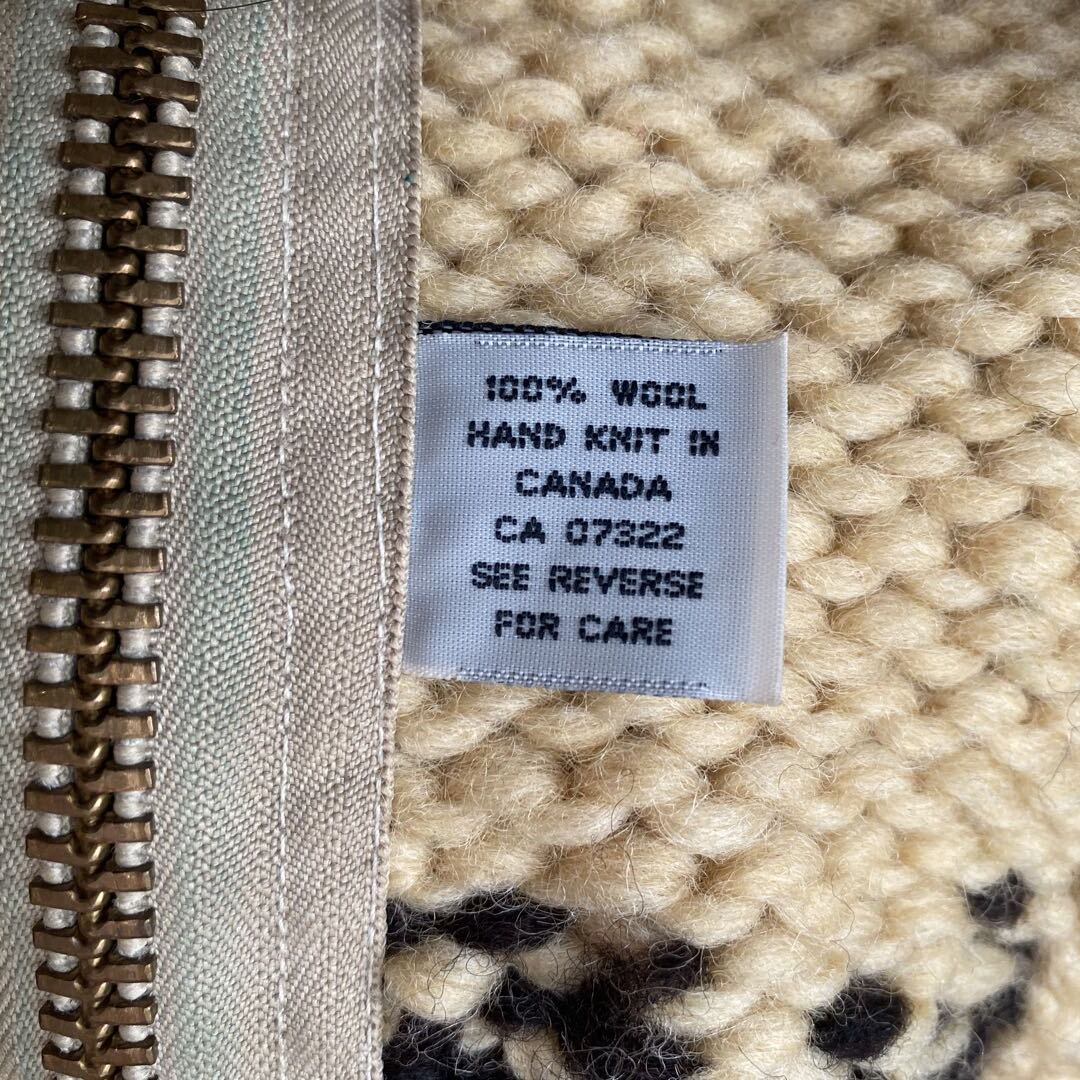 100% WOOL
HAND KNIT IN
CANADA
CA 07322
SEE REVERSE
FOR CARE